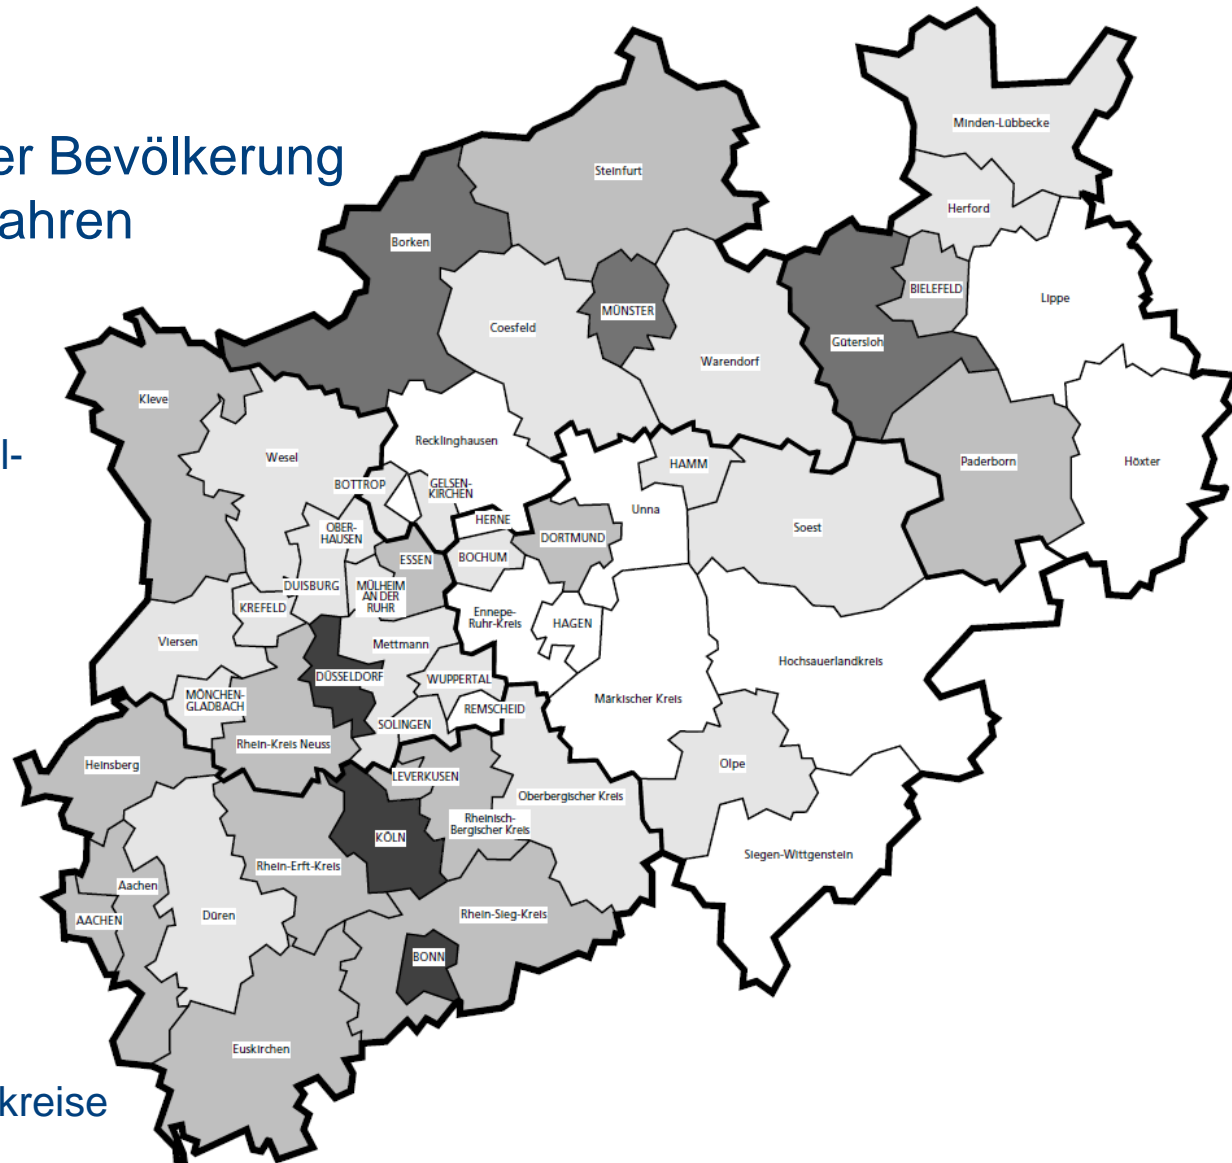 er Bevölkerung
ahren
l-
kreise
Minden-Lübbecke
Steinfurt
Herford
Borken
BIELEFELD
Lippe
MÜNSTER
Coesfeld
Gütersloh
Warendorf
Kleve
Recklinghausen
Wesel
HAMM
Paderborn
Höxter
BOTTROP
GELSEN-
KIRCHEN
Unna
HERNE
Soest
OBER-
HAUSEN
DORTMUND
BOCHUM
ESSEN
DUISBURG
MÜLHEIM
AN DER
RUHR
KREFELD
Ennepe-
Ruhr-Kreis
HAGEN
Viersen
Mettmann
Hochsauerlandkreis
DÜSSELDORF
WUPPERTAL
MÖNCHEN-
GLADBACH
Märkischer Kreis
REMSCHEID
SOLINGEN
Rhein-Kreis Neuss
Heinsberg
Olpe
LEVERKUSEN
Oberbergischer Kreis
Rheinisch-
Bergischer Kreis
KÖLN
Siegen-Wittgenstein
Rhein-Erft-Kreis
Aachen
AACHEN
Düren
Rhein-Sieg-Kreis
BONN
Euskirchen